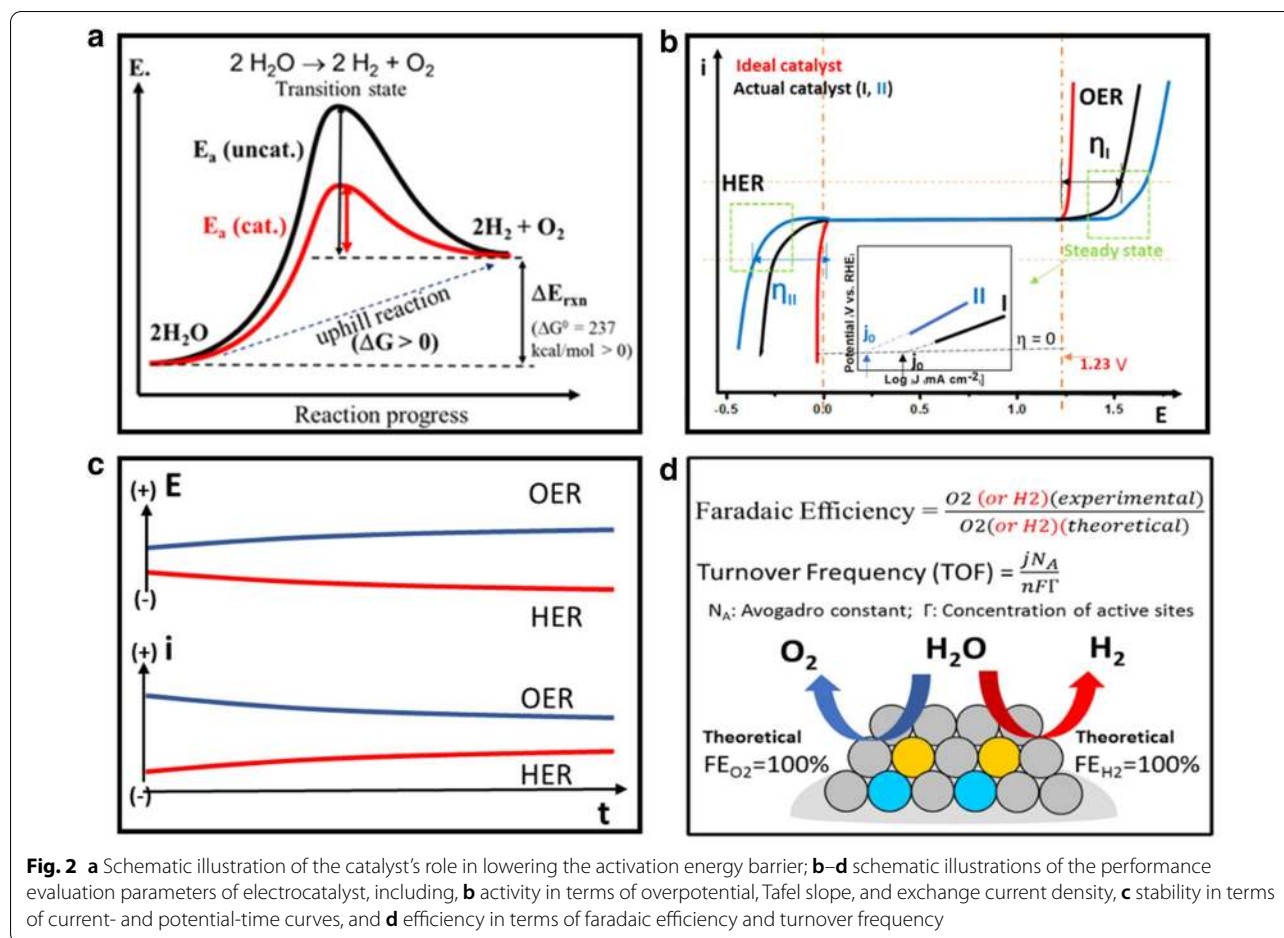 a
E.
2 H₂O → 2 H₂ + O₂
Transition state
Eₐ (uncat.)
Eₐ (cat.)
2H₂ + O₂
2H₂O
uphill reaction
(ΔG > 0)
ΔEᵣₓₙ
(ΔG⁰ = 237
kcal/mol > 0)
Reaction progress
b
i
Ideal catalyst
Actual catalyst (I, II)
OER
ηI
HER
Steady state
ηII
Potential (V vs. RHE)
II
I
j₀
j₀
η = 0
Log (J (mA cm⁻²))
1.23 V
-0.5
0.0
0.5
1.0
1.5
E
c
(+) E
OER
(-)
HER
(+) i
OER
HER
(-)
t
d
Faradaic Efficiency = O2 (or H2)(experimental) / O2(or H2)(theoretical)
Turnover Frequency (TOF) = jN_A / nFΓ
N_A: Avogadro constant; Γ: Concentration of active sites
O₂
H₂O
H₂
Theoretical
FE_O2=100%
Theoretical
FE_H2=100%
Fig. 2 a Schematic illustration of the catalyst's role in lowering the activation energy barrier; b–d schematic illustrations of the performance
evaluation parameters of electrocatalyst, including, b activity in terms of overpotential, Tafel slope, and exchange current density, c stability in terms
of current- and potential-time curves, and d efficiency in terms of faradaic efficiency and turnover frequency